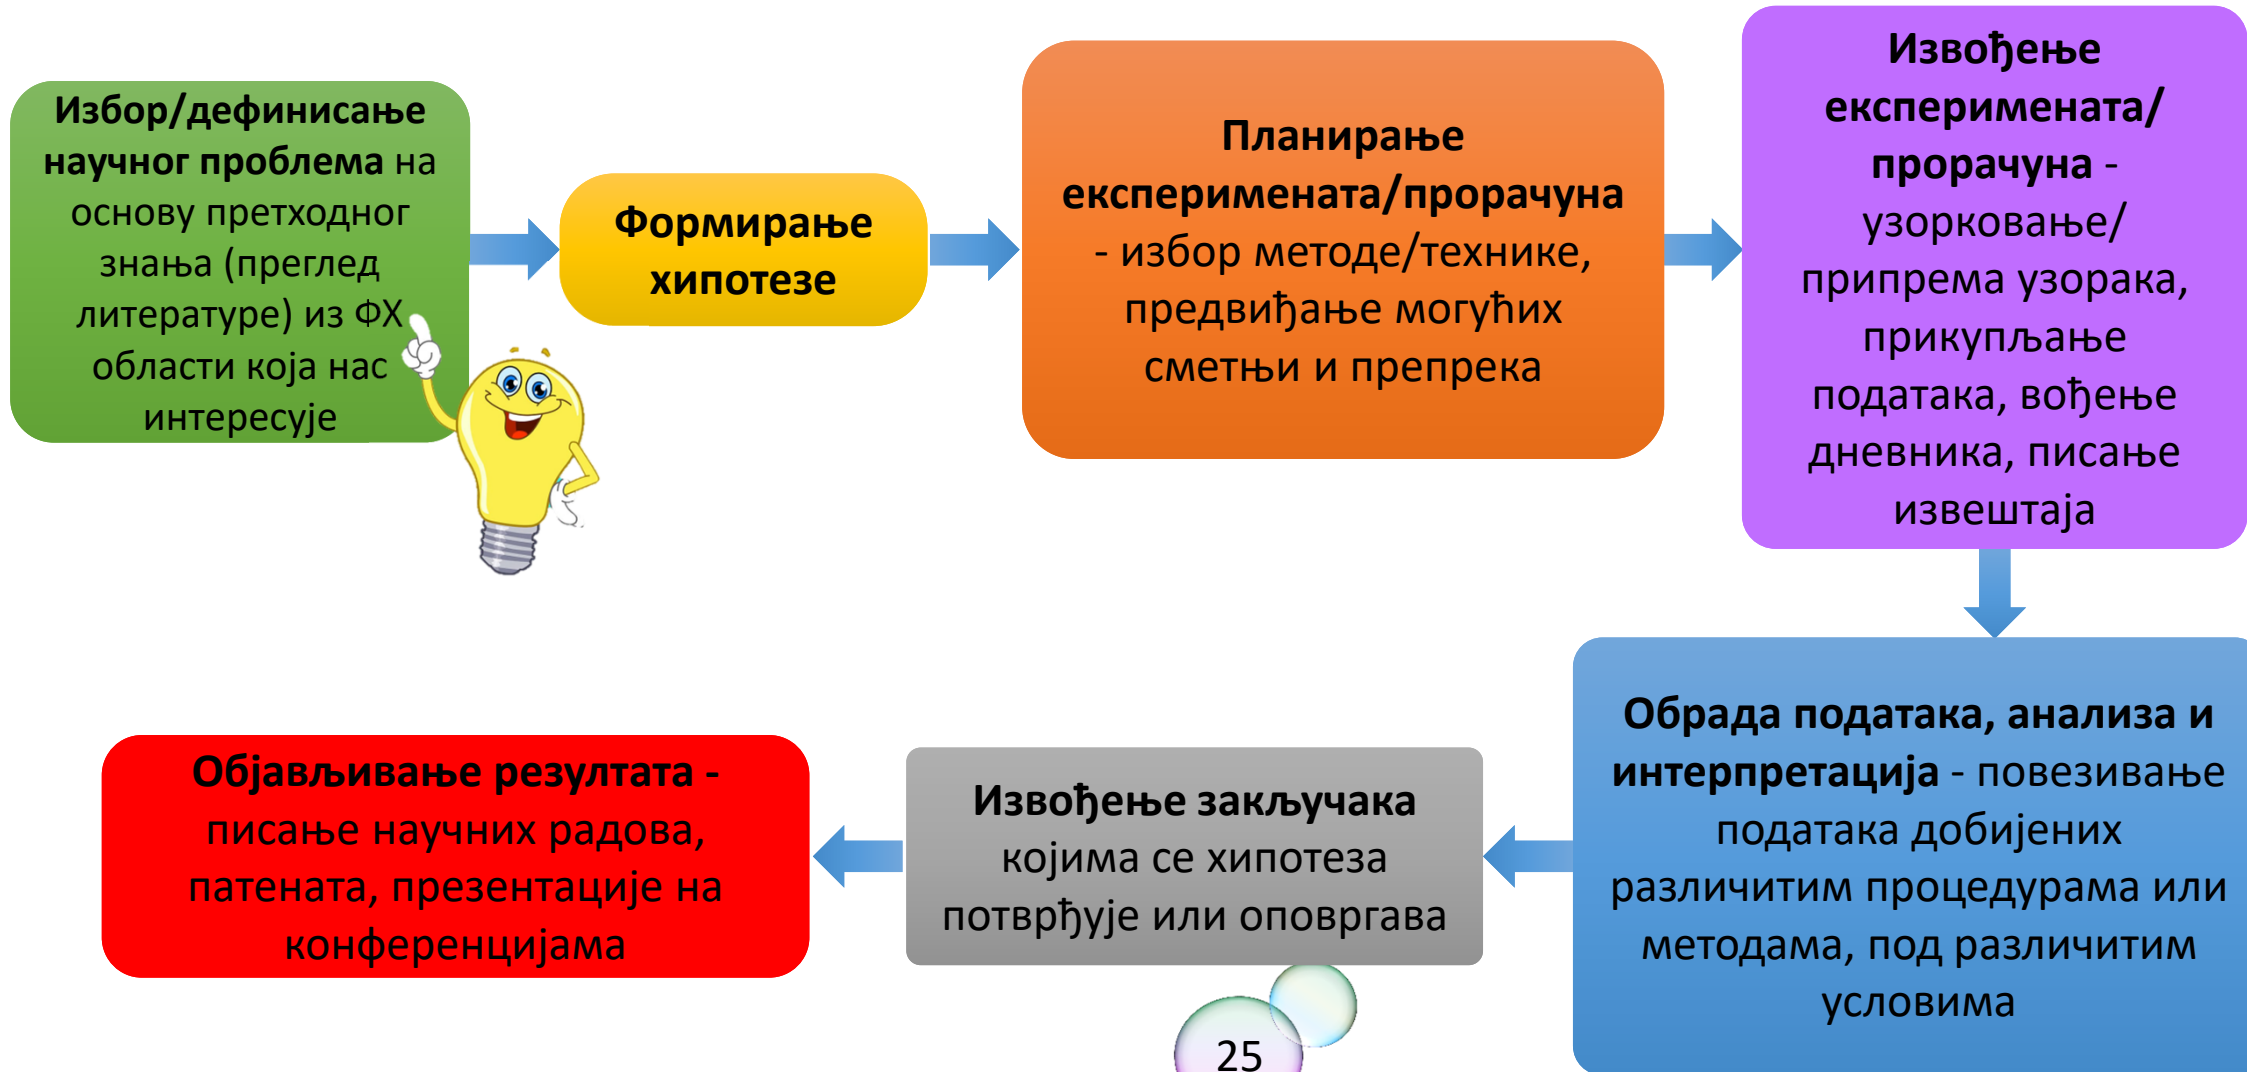 Избор/дефинисање
научног проблема на
основу претходног
знања (преглед
литературе) из ФХ
области која нас
интересује
Формирање
хипотезе
Планирање
експеримената/прорачуна
- избор методе/технике,
предвиђање могућих
сметњи и препрека
Извођење
експеримената/
прорачуна -
узорковање/
припрема узорака,
прикупљање
података, вођење
дневника, писање
извештаја
Обрада података, анализа и
интерпретација - повезивање
података добијених
различитим процедурама или
методама, под различитим
условима
Извођење закључака
којима се хипотеза
потврђује или оповргава
Објављивање резултата -
писање научних радова,
патената, презентације на
конференцијама
25